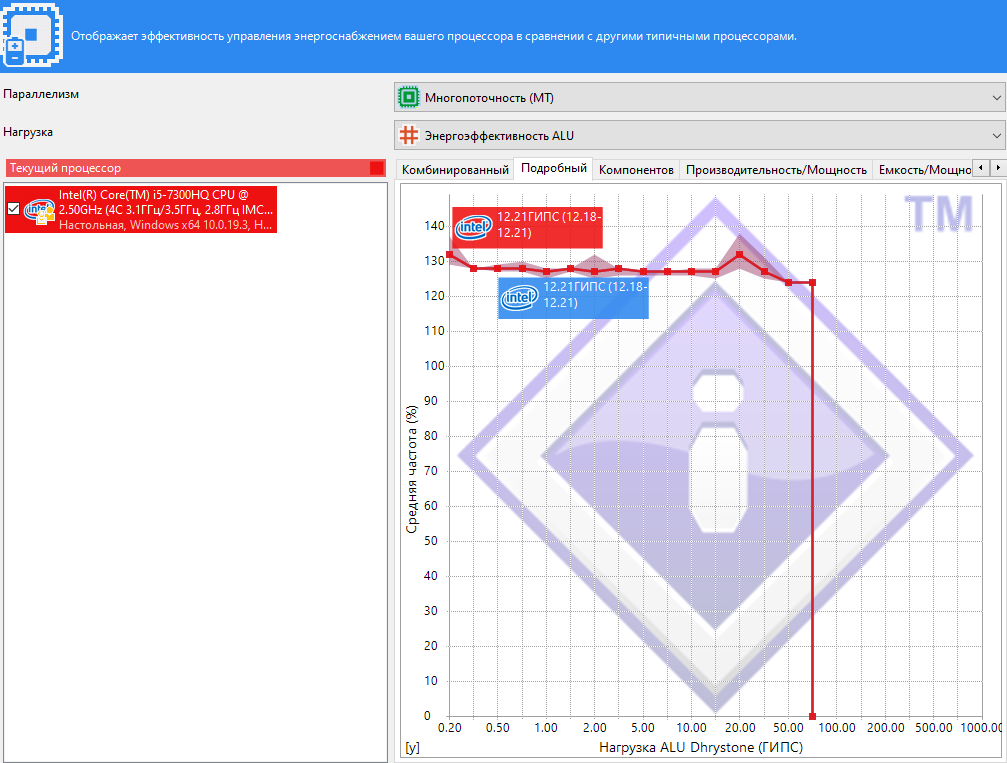 Отображает эффективность управления энергоснабжением вашего процессора в сравнении с другими типичными процессорами.
Параллелизм
Многопоточность (МТ)
Нагрузка
Энергоэффективность ALU
Текущий процессор
Комбинированный Подробный Компонентов Производительность/Мощность Емкость/Мощно
Intel(R) Core(TM) i5-7300HQ CPU @
2.50GHz (4C 3.1ГГц/3.5ГГц, 2.8ГГц IMC...
Настольная, Windows x64 10.0.19.3, H...
intel
TM
intel
12.21ГИПС (12.18-
12.21)
intel
12.21ГИПС (12.18-
12.21)
140
130
120
110
100
90
80
70
60
50
40
30
20
10
0
Средняя частота (%)
0.20 0.50 1.00 2.00 5.00 10.00 20.00 50.00 100.00 200.00 500.00 1000.00
[y]
Нагрузка ALU Dhrystone (ГИПС)